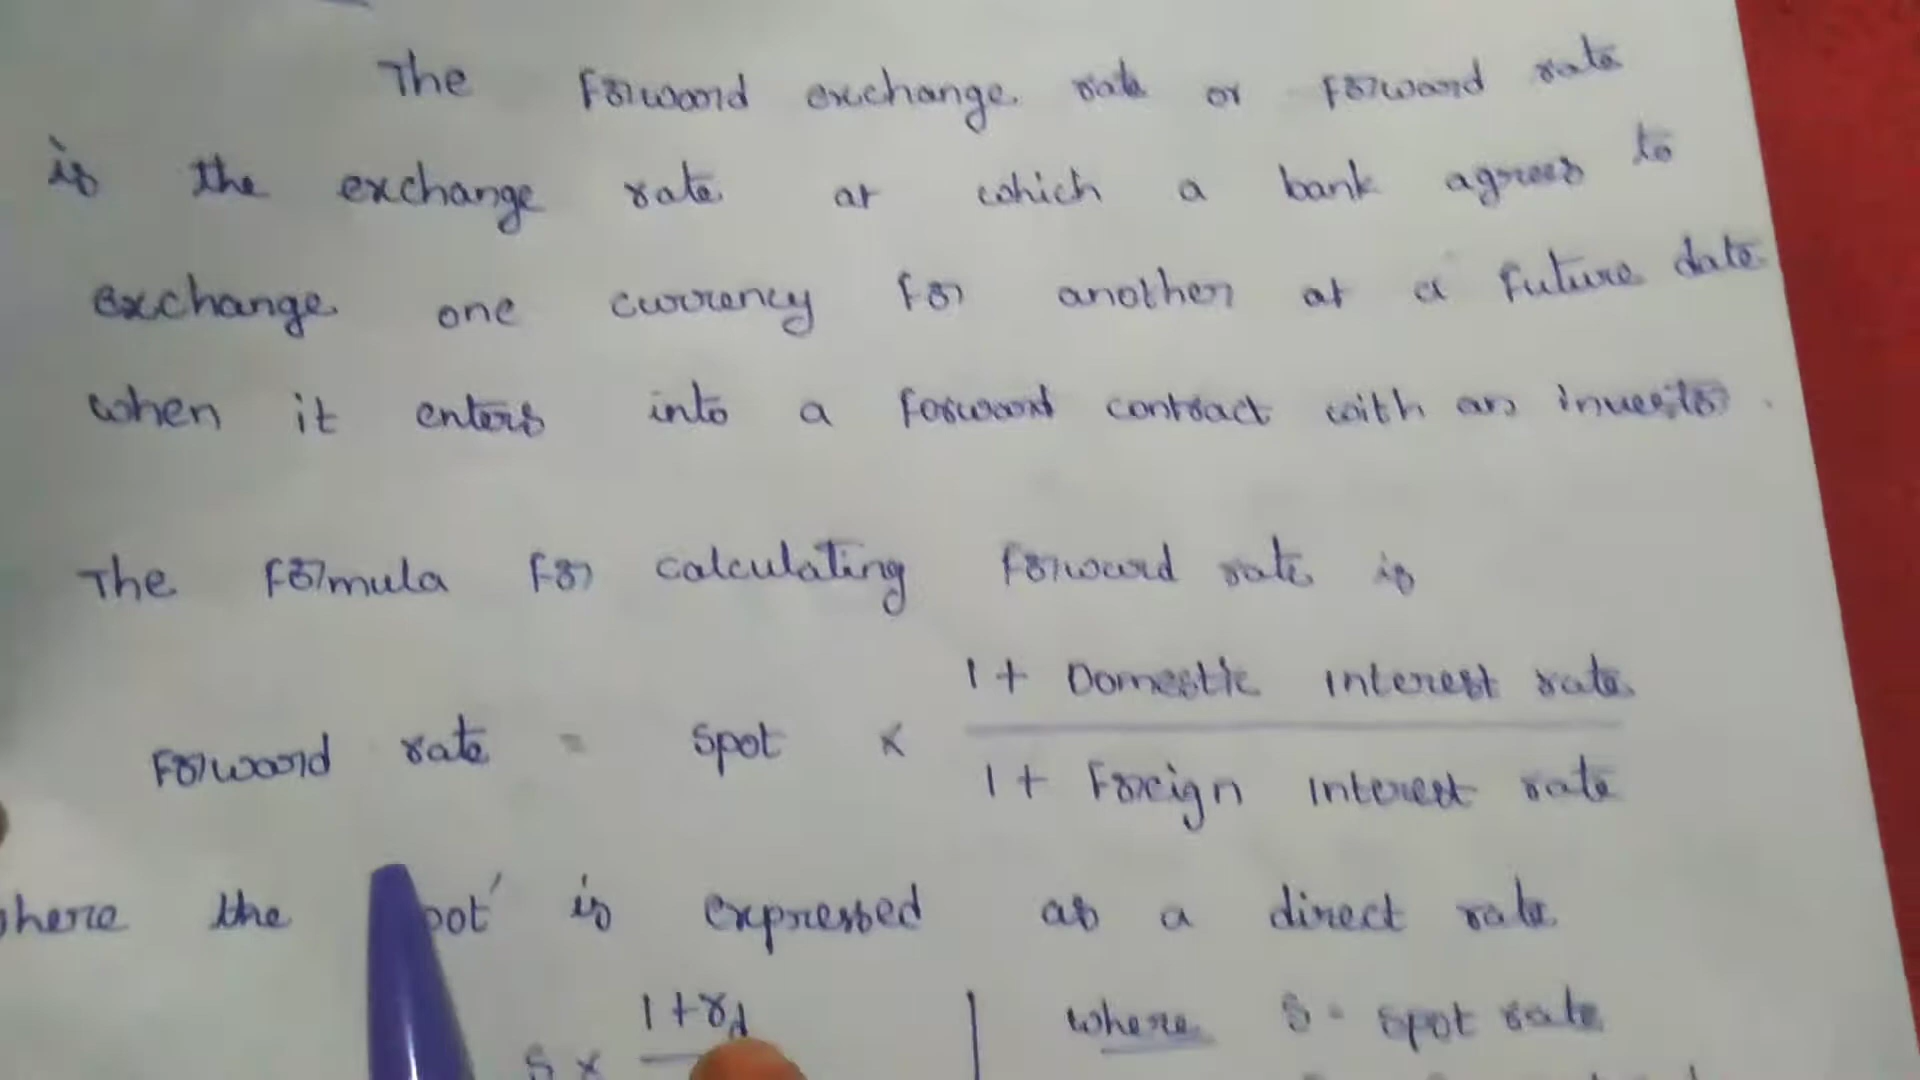 The Forward exchange rate or Forward rate
is the exchange rate at which a bank agrees to
exchange one currency for another at a future date
when it enters into a forward contract with an investor.
The formula for calculating forward rate is
1 + Domestic interest rate
Forward rate = spot ×
1 + Foreign interest rate
the is expressed as a direct rate
1 + rd
S ×
where S = spot rate